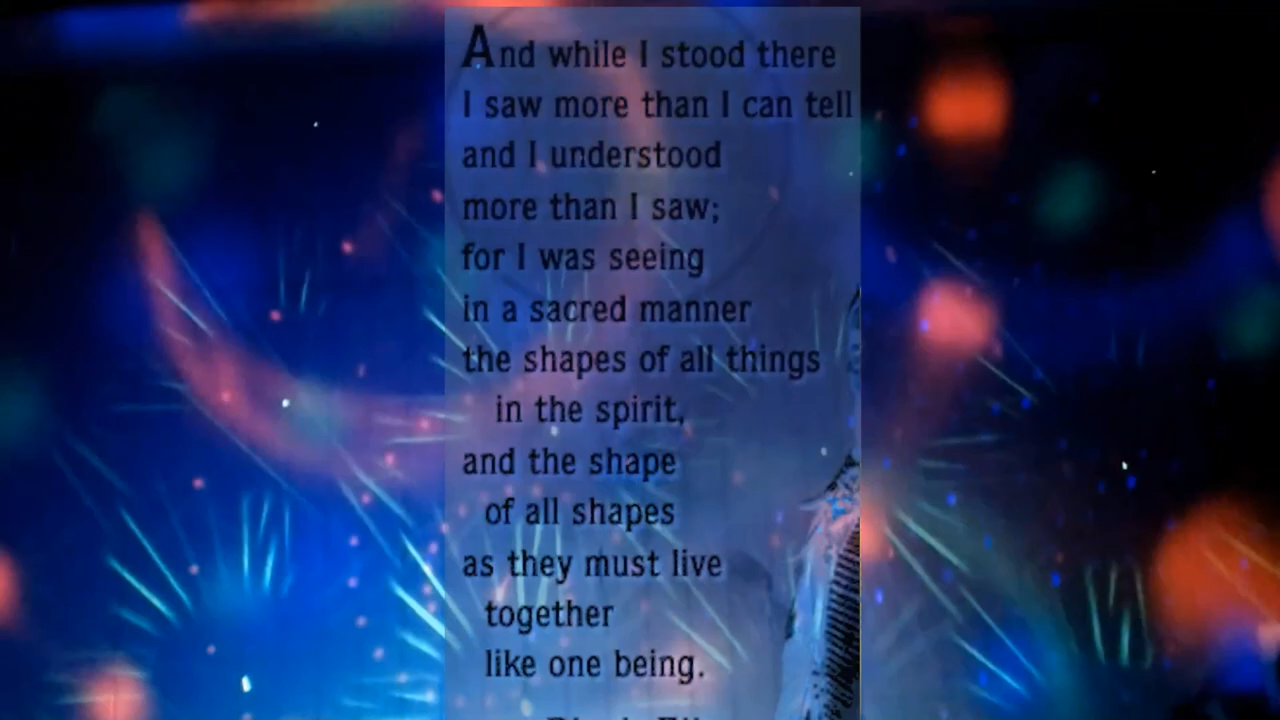 And while I stood there
I saw more than I can tell
and I understood
more than I saw;
for I was seeing
in a sacred manner
the shapes of all things
in the spirit,
and the shape
of all shapes
as they must live
together
like one being.